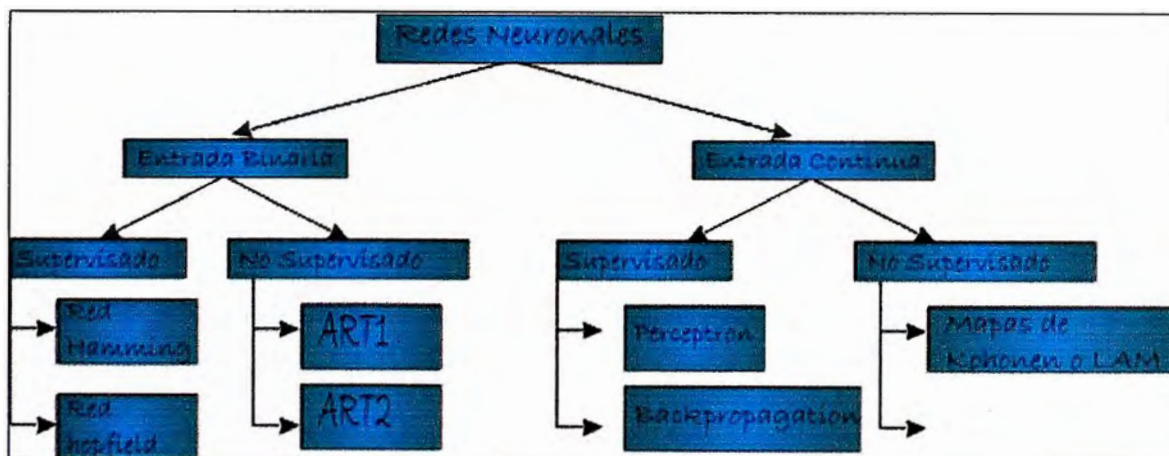 Redes Neuronales
Entrada Binaria
Entrada Continua
Supervisado
No Supervisado
Supervisado
No Supervisado
Red
Hamming
ART1
Perceptron
Mapas de
Kohonen o LAM
Red
hopfield
ART2
Backpropagation